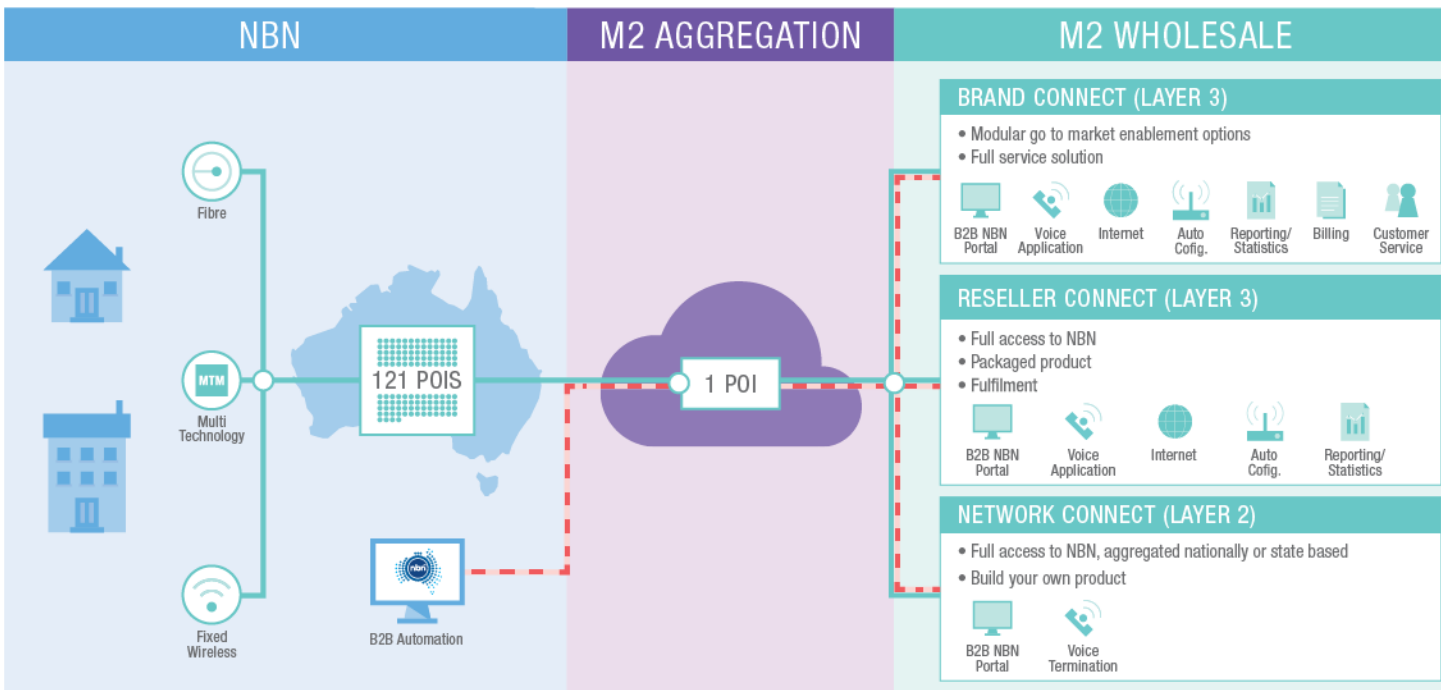 NBN
M2 AGGREGATION
M2 WHOLESALE
Fibre
MTM
Multi
Technology
Fixed
Wireless
121 POIS
nbn
B2B Automation
1 POI
BRAND CONNECT (LAYER 3)
• Modular go to market enablement options
• Full service solution
B2B NBN
Portal
Voice
Application
Internet
Auto
Cofig.
Reporting/
Statistics
Billing
Customer
Service
RESELLER CONNECT (LAYER 3)
• Full access to NBN
• Packaged product
• Fulfilment
B2B NBN
Portal
Voice
Application
Internet
Auto
Cofig.
Reporting/
Statistics
NETWORK CONNECT (LAYER 2)
• Full access to NBN, aggregated nationally or state based
• Build your own product
B2B NBN
Portal
Voice
Termination